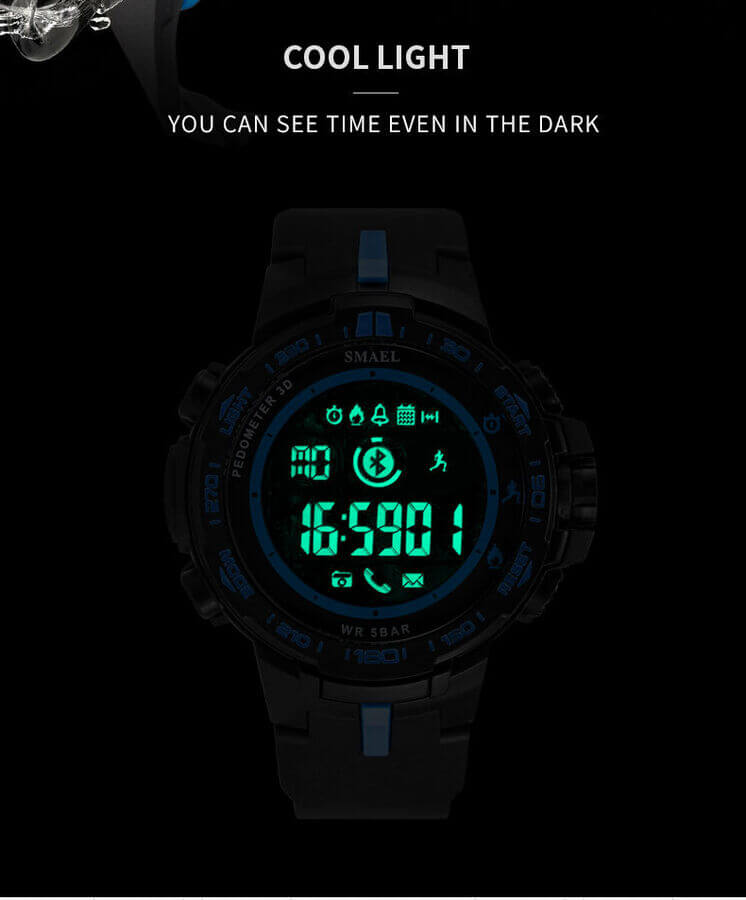 COOL LIGHT
YOU CAN SEE TIME EVEN IN THE DARK
330
30
SMAEL
LIGHT
START
PEDOMETER 3D
MO
270
90
16:59 01
MODE
RESET
WR 5BAR
210
180
150